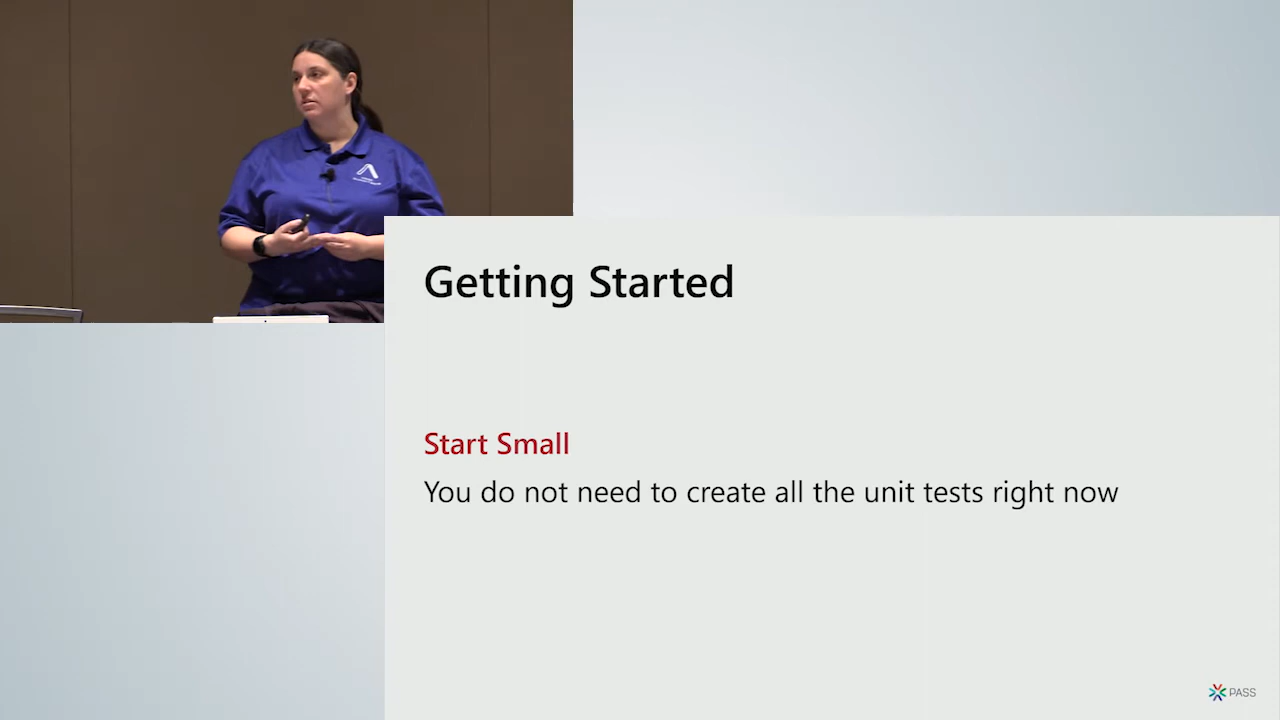 Getting Started
Start Small
You do not need to create all the unit tests right now
PASS